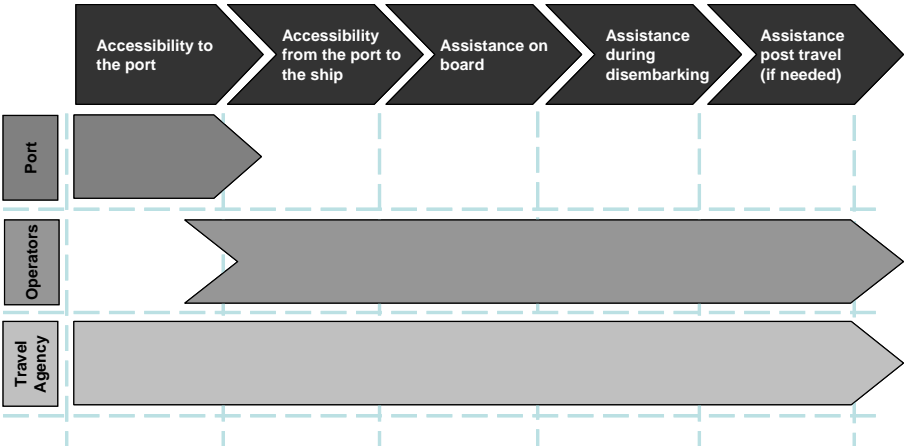 Accessibility to
the port
Accessibility
from the port to
the ship
Assistance on
board
Assistance
during
disembarking
Assistance
post travel
(if needed)
Port
Operators
Travel
Agency